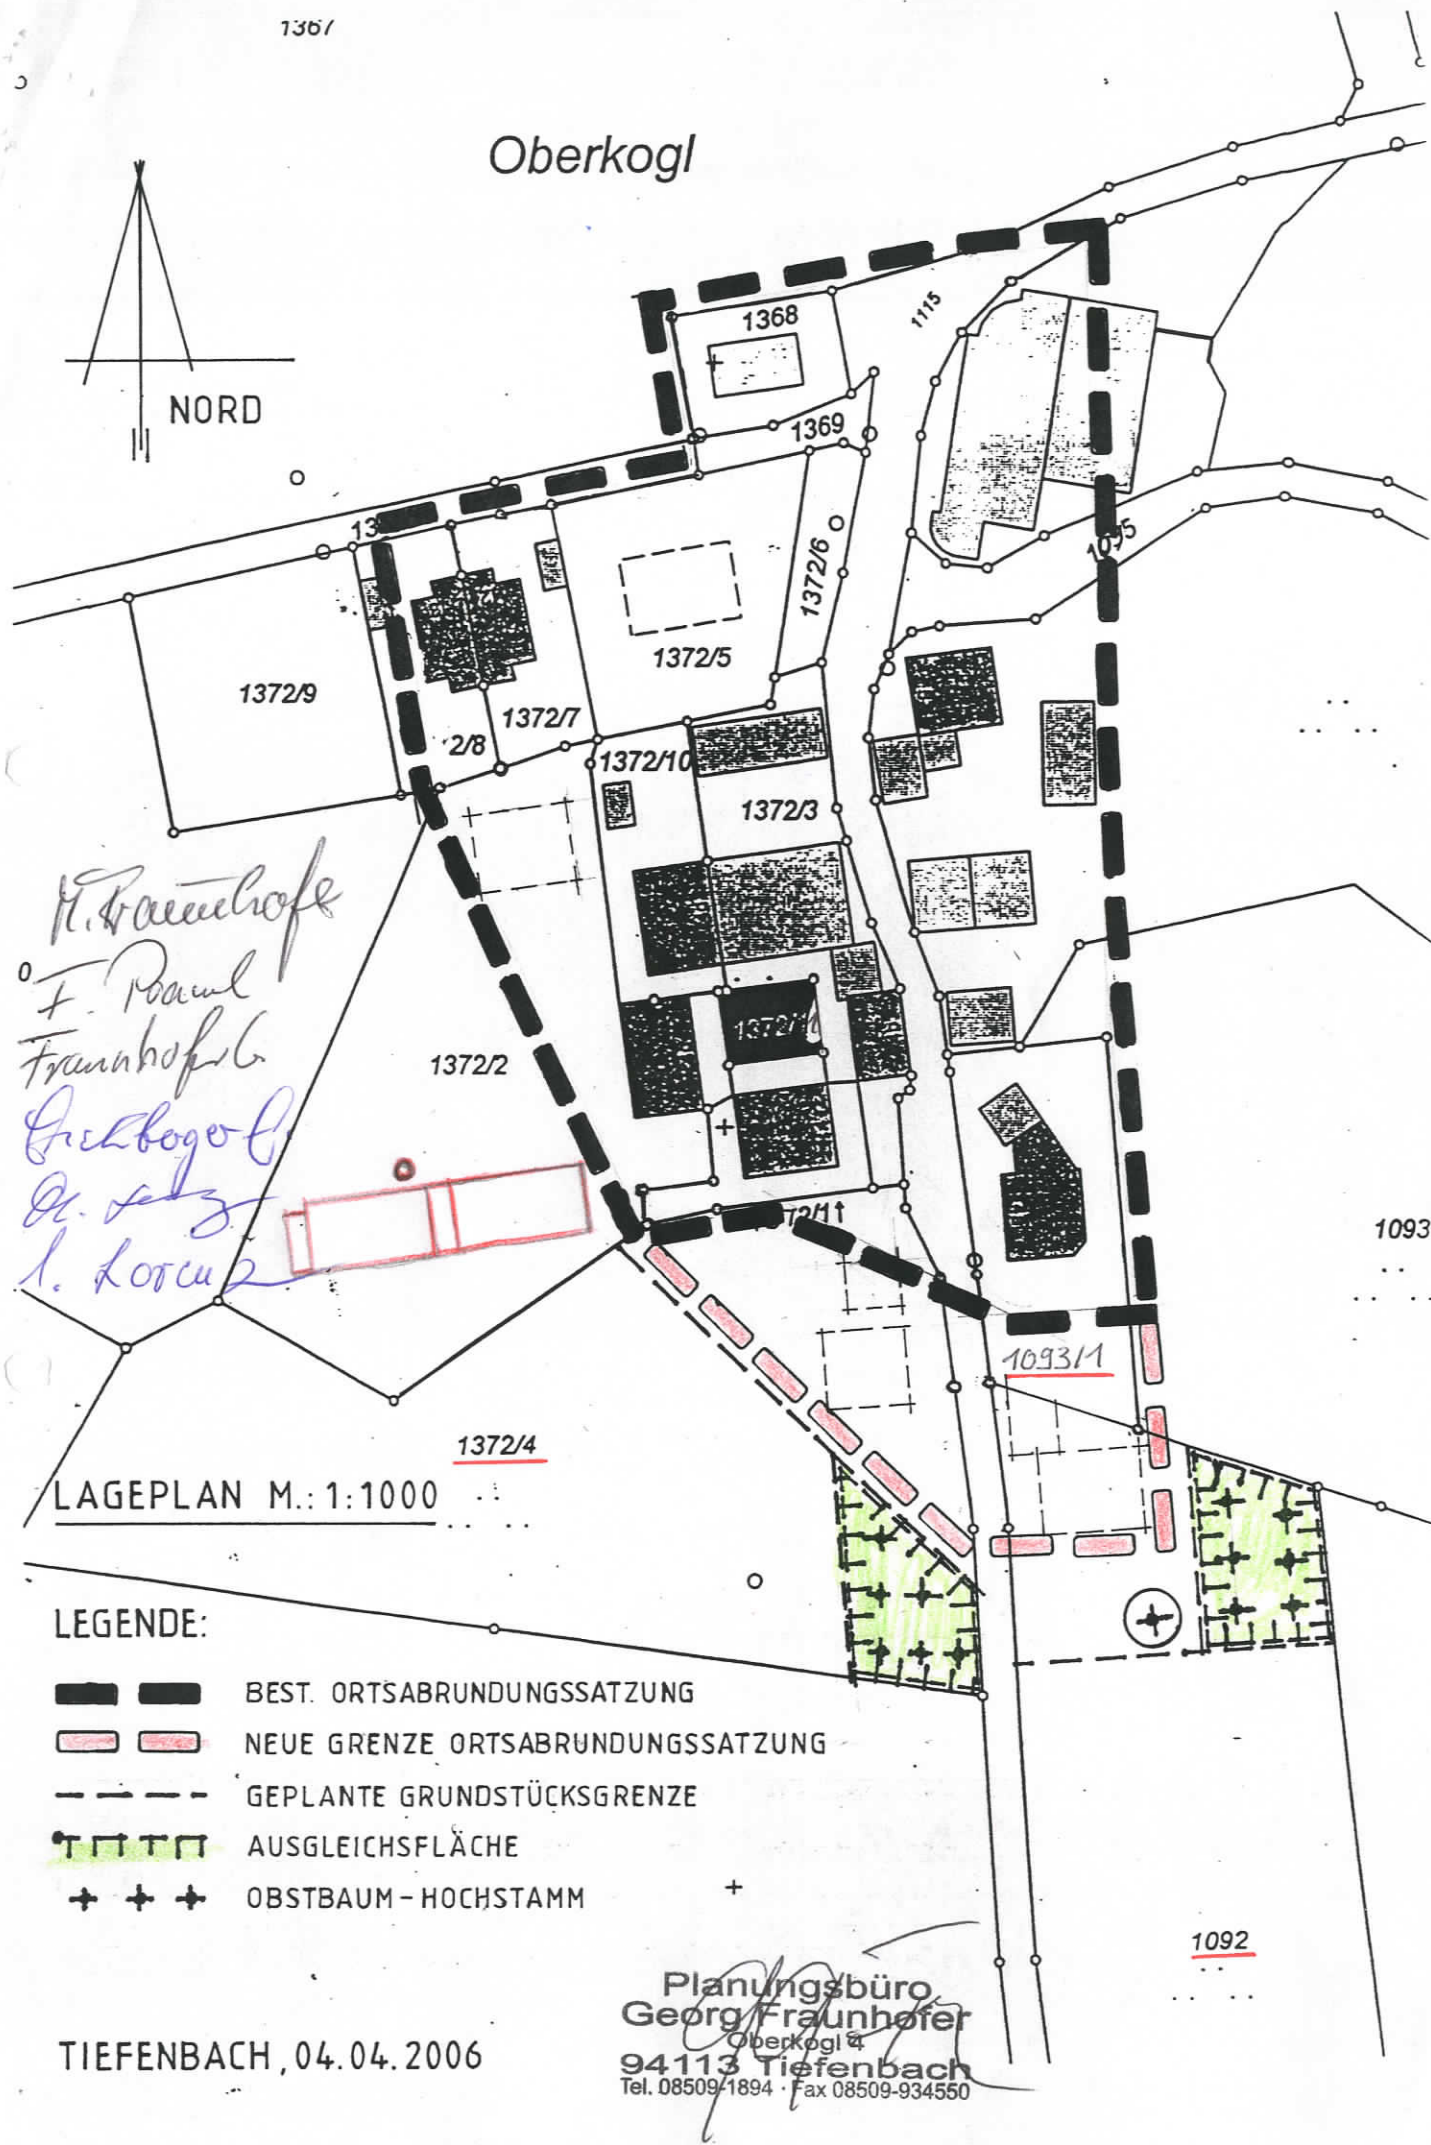 1367
Oberkogl
NORD
1368
1115
1369
13
1095
1372/6
1372/5
1372/9
1372/7
2/8
1372/10
1372/3
1372/2
1372/1
1093
1093/1
1372/4
LAGEPLAN M.: 1:1000
LEGENDE:
BEST. ORTSABRUNDUNGSSATZUNG
NEUE GRENZE ORTSABRUNDUNGSSATZUNG
GEPLANTE GRUNDSTÜCKSGRENZE
AUSGLEICHSFLÄCHE
OBSTBAUM-HOCHSTAMM
1092
TIEFENBACH, 04.04.2006
Planungsbüro
Georg Fraunhofer
Oberkogl 4
94113 Tiefenbach
Tel. 08509-1894 · Fax 08509-934550